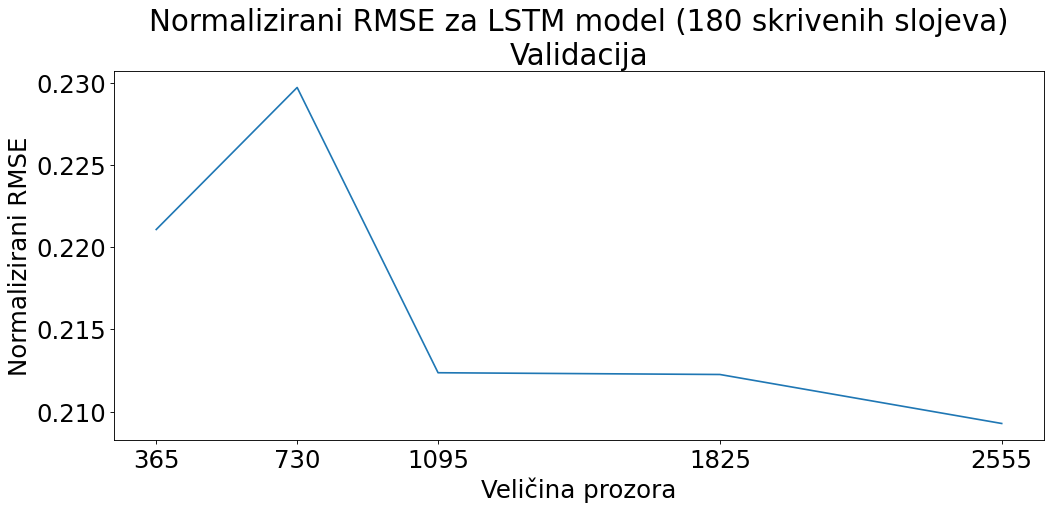 Normalizirani RMSE za LSTM model (180 skrivenih slojeva)
Validacija
Normalizirani RMSE
0.230
0.225
0.220
0.215
0.210
365 730 1095 1825 2555
Veličina prozora